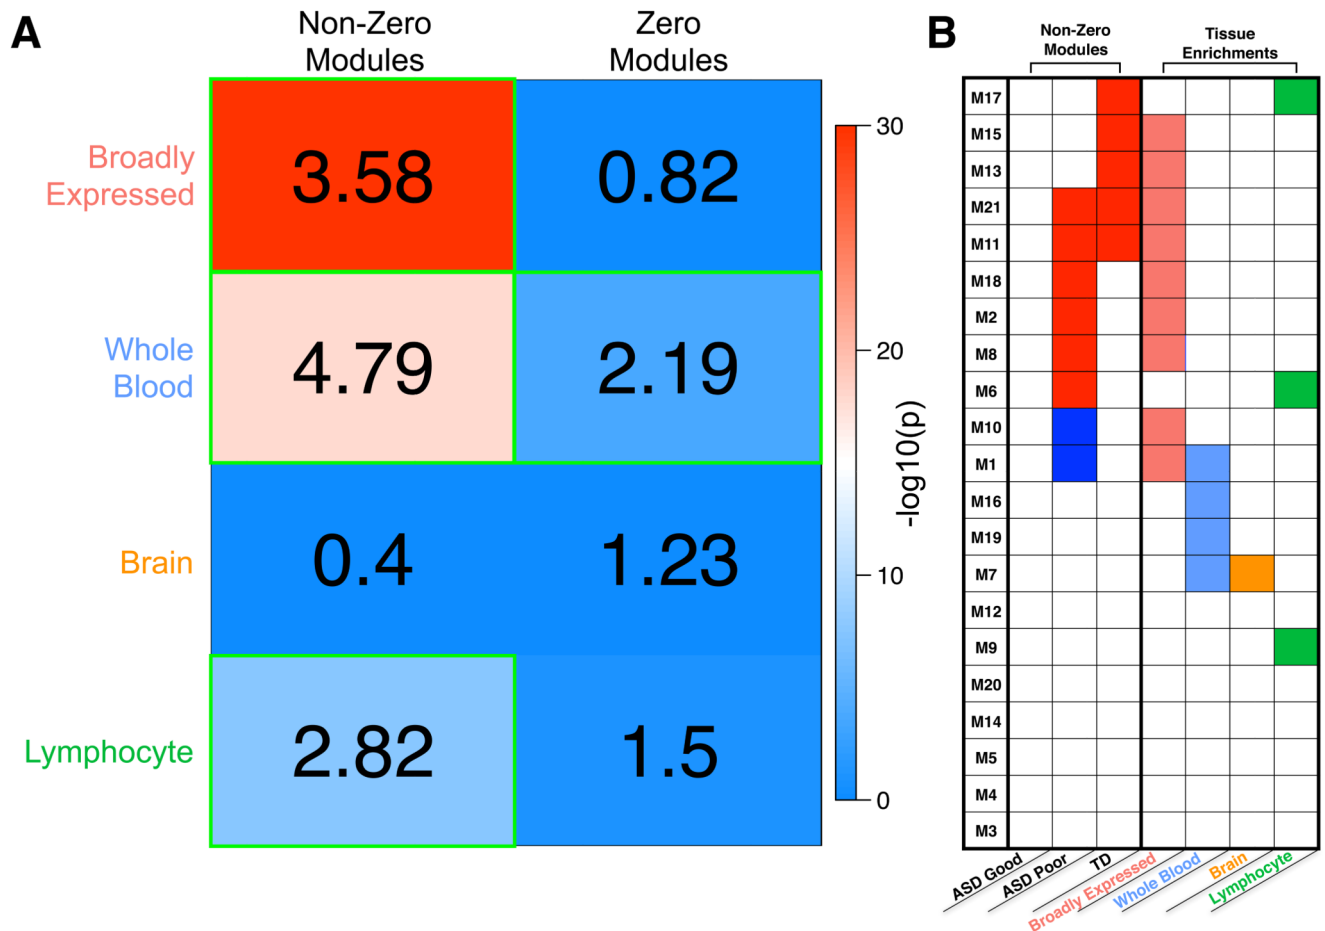 A
Non-Zero
Modules
Zero
Modules
Broadly
Expressed
3.58
0.82
Whole
Blood
4.79
2.19
Brain
0.4
1.23
Lymphocyte
2.82
1.5
30
20
10
0
-log10(p)
B
Non-Zero
Modules
Tissue
Enrichments
M17
M15
M13
M21
M11
M18
M2
M8
M6
M10
M1
M16
M19
M7
M12
M9
M20
M14
M5
M4
M3
ASD Good
ASD Poor
TD
Broadly Expressed
Whole Blood
Brain
Lymphocyte